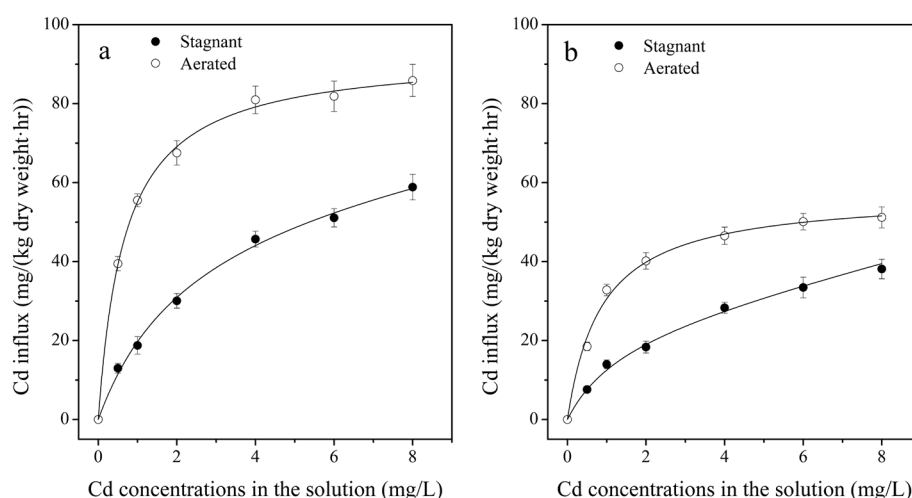 a
Stagnant
Aerated
100
80
60
40
20
0
0 2 4 6 8
Cd influx (mg/(kg dry weight·hr))
Cd concentrations in the solution (mg/L)
b
Stagnant
Aerated
100
80
60
40
20
0
0 2 4 6 8
Cd influx (mg/(kg dry weight·hr))
Cd concentrations in the solution (mg/L)